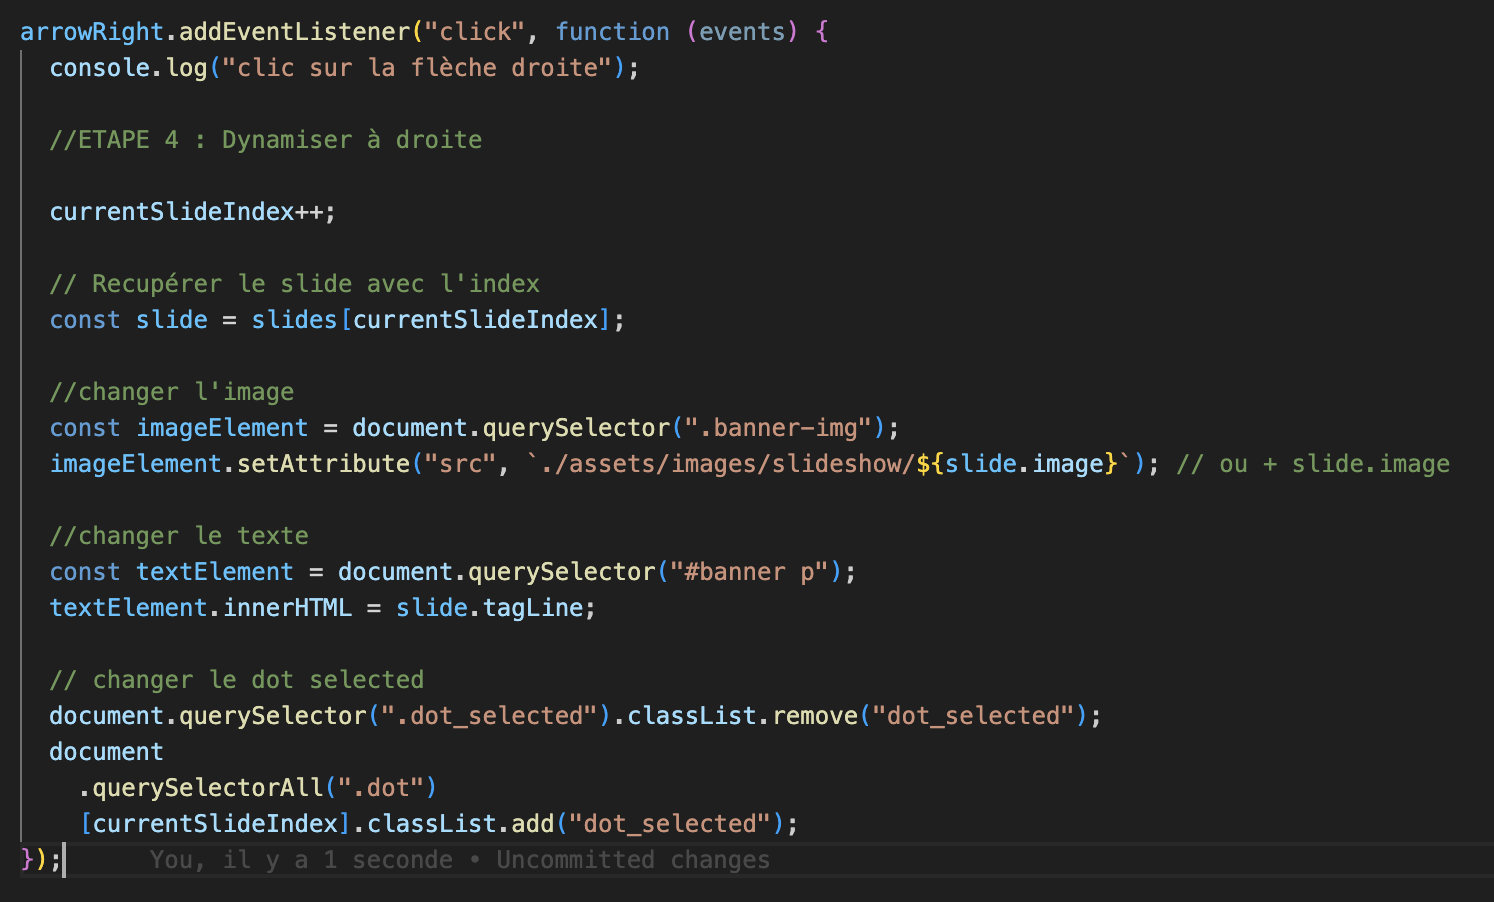 arrowRight.addEventListener("click", function (events) {
console.log("clic sur la flèche droite");
//ETAPE 4 : Dynamiser à droite
currentSlideIndex++;
// Recupérer le slide avec l'index
const slide = slides[currentSlideIndex];
//changer l'image
const imageElement = document.querySelector(".banner-img");
imageElement.setAttribute("src", `./assets/images/slideshow/${slide.image}`); // ou + slide.image
//changer le texte
const textElement = document.querySelector("#banner p");
textElement.innerHTML = slide.tagLine;
// changer le dot selected
document.querySelector(".dot_selected").classList.remove("dot_selected");
document
.querySelectorAll(".dot")
[currentSlideIndex].classList.add("dot_selected");
}); You, il y a 1 seconde • Uncommitted changes